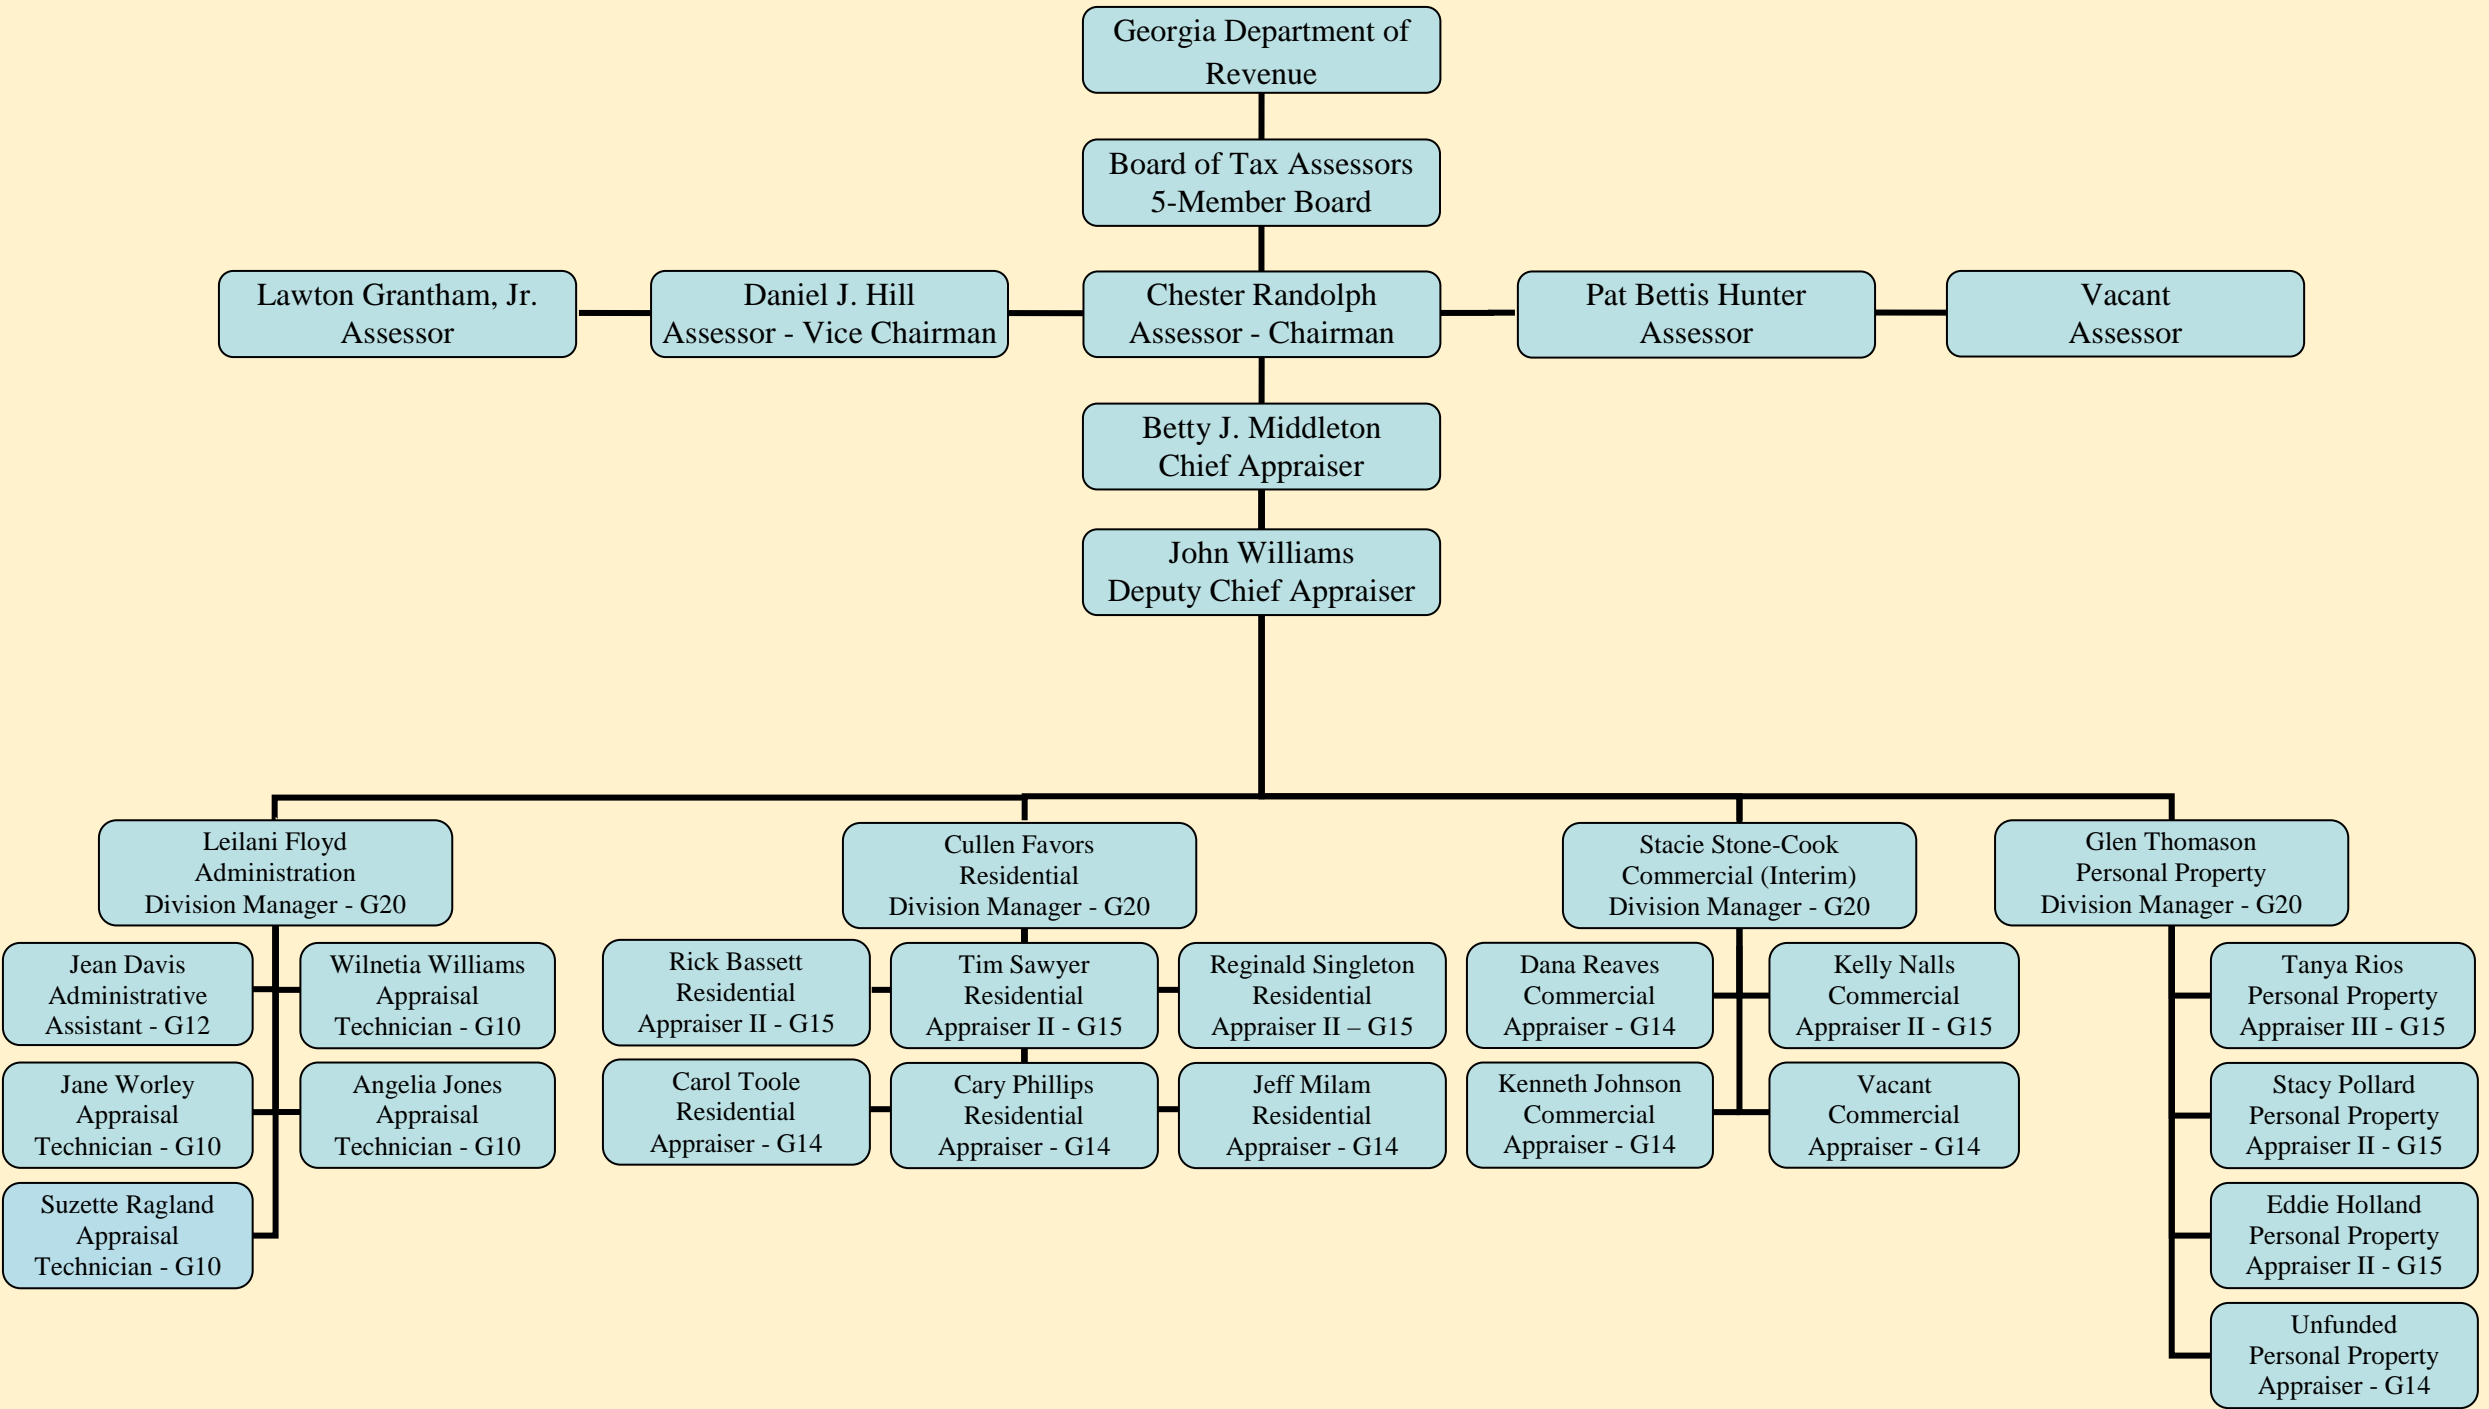 Georgia Department of
Revenue
Board of Tax Assessors
5-Member Board
Lawton Grantham, Jr.
Assessor
Daniel J. Hill
Assessor - Vice Chairman
Chester Randolph
Assessor - Chairman
Pat Bettis Hunter
Assessor
Vacant
Assessor
Betty J. Middleton
Chief Appraiser
John Williams
Deputy Chief Appraiser
Leilani Floyd
Administration
Division Manager - G20
Cullen Favors
Residential
Division Manager - G20
Stacie Stone-Cook
Commercial (Interim)
Division Manager - G20
Glen Thomason
Personal Property
Division Manager - G20
Jean Davis
Administrative
Assistant - G12
Wilnetia Williams
Appraisal
Technician - G10
Jane Worley
Appraisal
Technician - G10
Angelia Jones
Appraisal
Technician - G10
Suzette Ragland
Appraisal
Technician - G10
Rick Bassett
Residential
Appraiser II - G15
Tim Sawyer
Residential
Appraiser II - G15
Reginald Singleton
Residential
Appraiser II – G15
Carol Toole
Residential
Appraiser - G14
Cary Phillips
Residential
Appraiser - G14
Jeff Milam
Residential
Appraiser - G14
Dana Reaves
Commercial
Appraiser - G14
Kelly Nalls
Commercial
Appraiser II - G15
Kenneth Johnson
Commercial
Appraiser - G14
Vacant
Commercial
Appraiser - G14
Tanya Rios
Personal Property
Appraiser III - G15
Stacy Pollard
Personal Property
Appraiser II - G15
Eddie Holland
Personal Property
Appraiser II - G15
Unfunded
Personal Property
Appraiser - G14